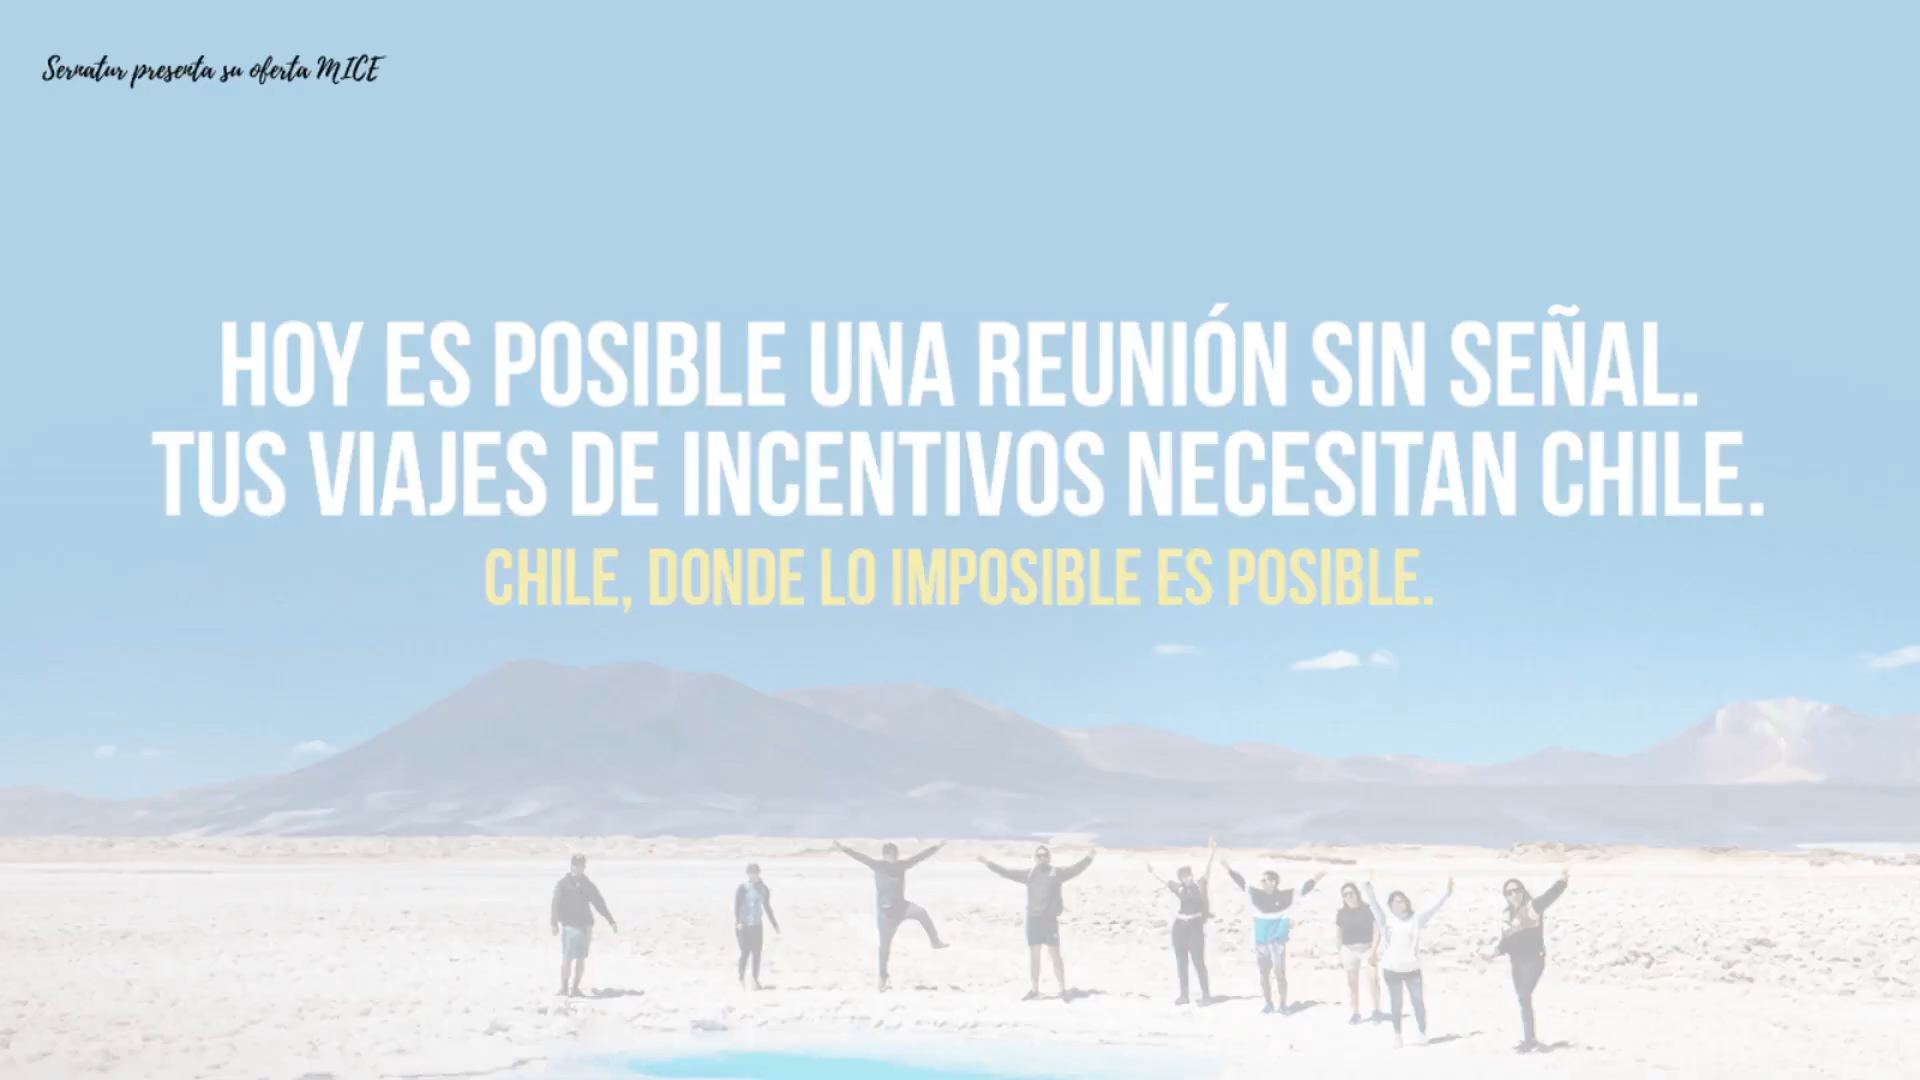 Sernatur presenta su oferta MICE
HOY ES POSIBLE UNA REUNIÓN SIN SEÑAL.
TUS VIAJES DE INCENTIVOS NECESITAN CHILE.
CHILE, DONDE LO IMPOSIBLE ES POSIBLE.